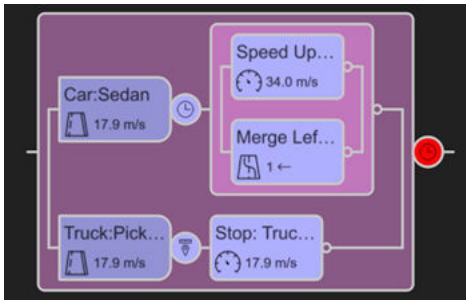 Speed Up...
34.0 m/s
Car:Sedan
17.9 m/s
Merge Lef...
1 ←
Truck:Pick...
17.9 m/s
Stop: Truc...
17.9 m/s